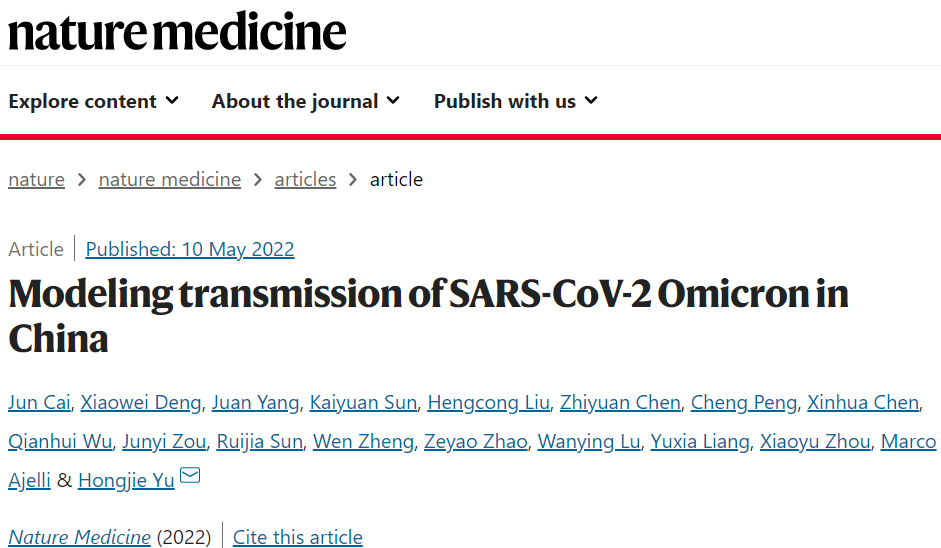 nature medicine
Explore content About the journal Publish with us
nature > nature medicine > articles > article
Article | Published: 10 May 2022
Modeling transmission of SARS-CoV-2 Omicron in
China
Jun Cai, Xiaowei Deng, Juan Yang, Kaiyuan Sun, Hengcong Liu, Zhiyuan Chen, Cheng Peng, Xinhua Chen,
Qianhui Wu, Junyi Zou, Ruijia Sun, Wen Zheng, Zeyao Zhao, Wanying Lu, Yuxia Liang, Xiaoyu Zhou, Marco
Ajelli & Hongjie Yu
Nature Medicine (2022) | Cite this article